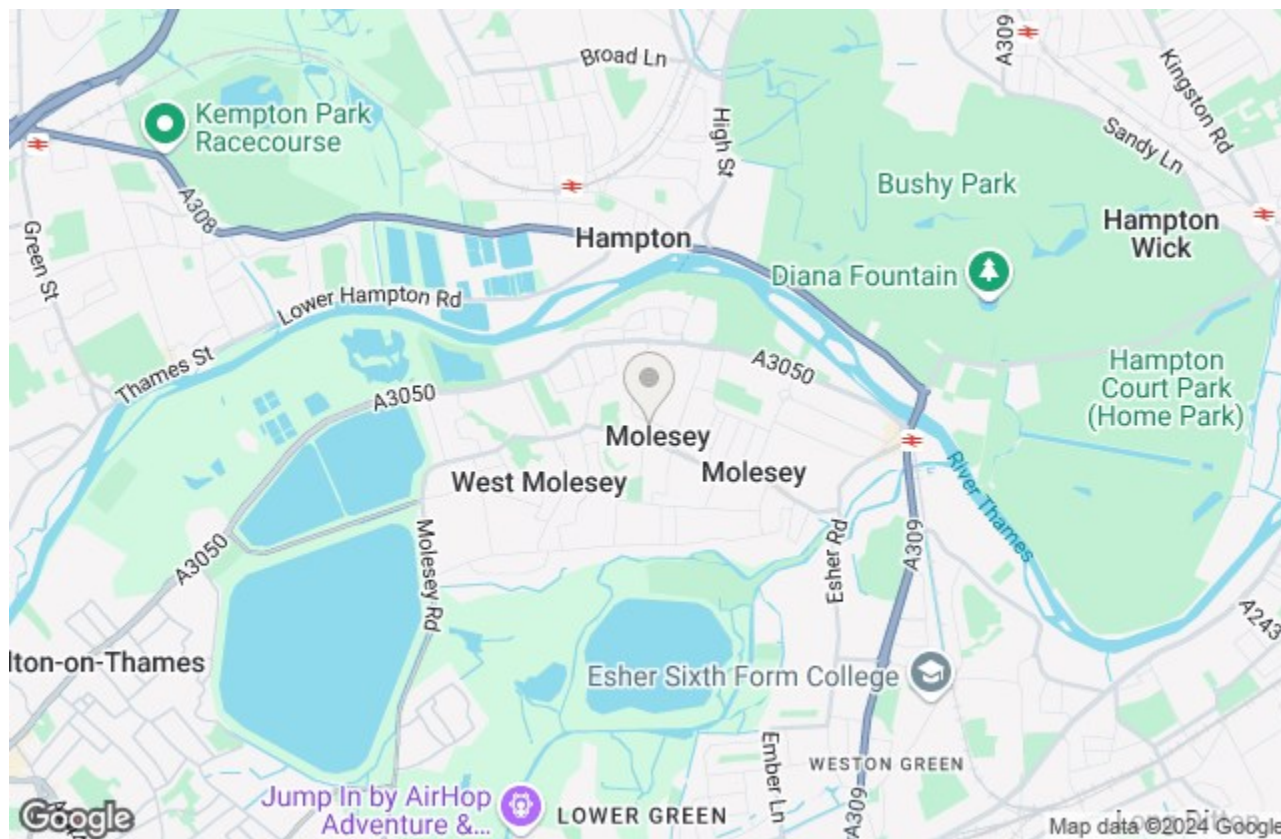 Broad Ln
A309
Kingston Rd
Kempton Park
Racecourse
High St
Sandy Ln
Bushy Park
A308
Hampton
Wick
Green St
Hampton
Diana Fountain
Lower Hampton Rd
Thames St
A3050
Hampton
Court Park
(Home Park)
A3050
Molesey
Molesey
West Molesey
River Thames
A3050
Molesey Rd
Esher Rd
A309
A243
lton-on-Thames
Esher Sixth Form College
Ember Ln
WESTON GREEN
Jump In by AirHop
Adventure &...
LOWER GREEN
A309
Google
Map data ©2024 Google